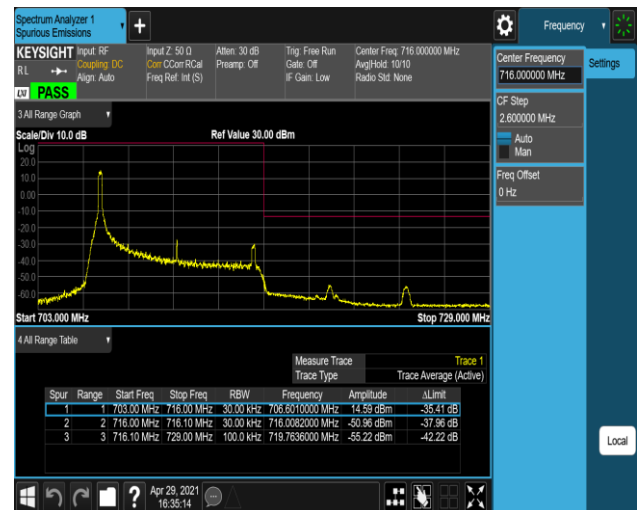 Spectrum Analyzer 1
Spurious Emissions
Frequency
KEYSIGHT Input: RF Input Z: 50 Ω Atten: 30 dB Trig: Free Run Center Freq: 716.000000 MHz
RL Coupling: DC Corr CCorr RCal Preamp: Off Gate: Off Avg|Hold: 10/10
Align: Auto Freq Ref: Int (S) IF Gain: Low Radio Std: None
LXI PASS
Center Frequency
716.000000 MHz
Settings
CF Step
2.600000 MHz
Auto
Man
Freq Offset
0 Hz
3 All Range Graph
Scale/Div 10.0 dB Ref Value 30.00 dBm
Log
20.0
10.0
0.00
-10.0
-20.0
-30.0
-40.0
-50.0
-60.0
Start 703.000 MHz Stop 729.000 MHz
4 All Range Table
Measure Trace Trace 1
Trace Type Trace Average (Active)
Spur Range Start Freq Stop Freq RBW Frequency Amplitude ΔLimit
1 1 703.00 MHz 716.00 MHz 30.00 kHz 706.6010000 MHz 14.59 dBm -35.41 dB
2 2 716.00 MHz 716.10 MHz 30.00 kHz 716.0082000 MHz -50.96 dBm -37.96 dB
3 3 716.10 MHz 729.00 MHz 100.0 kHz 719.7636000 MHz -55.22 dBm -42.22 dB
Local
Apr 29, 2021
16:35:14